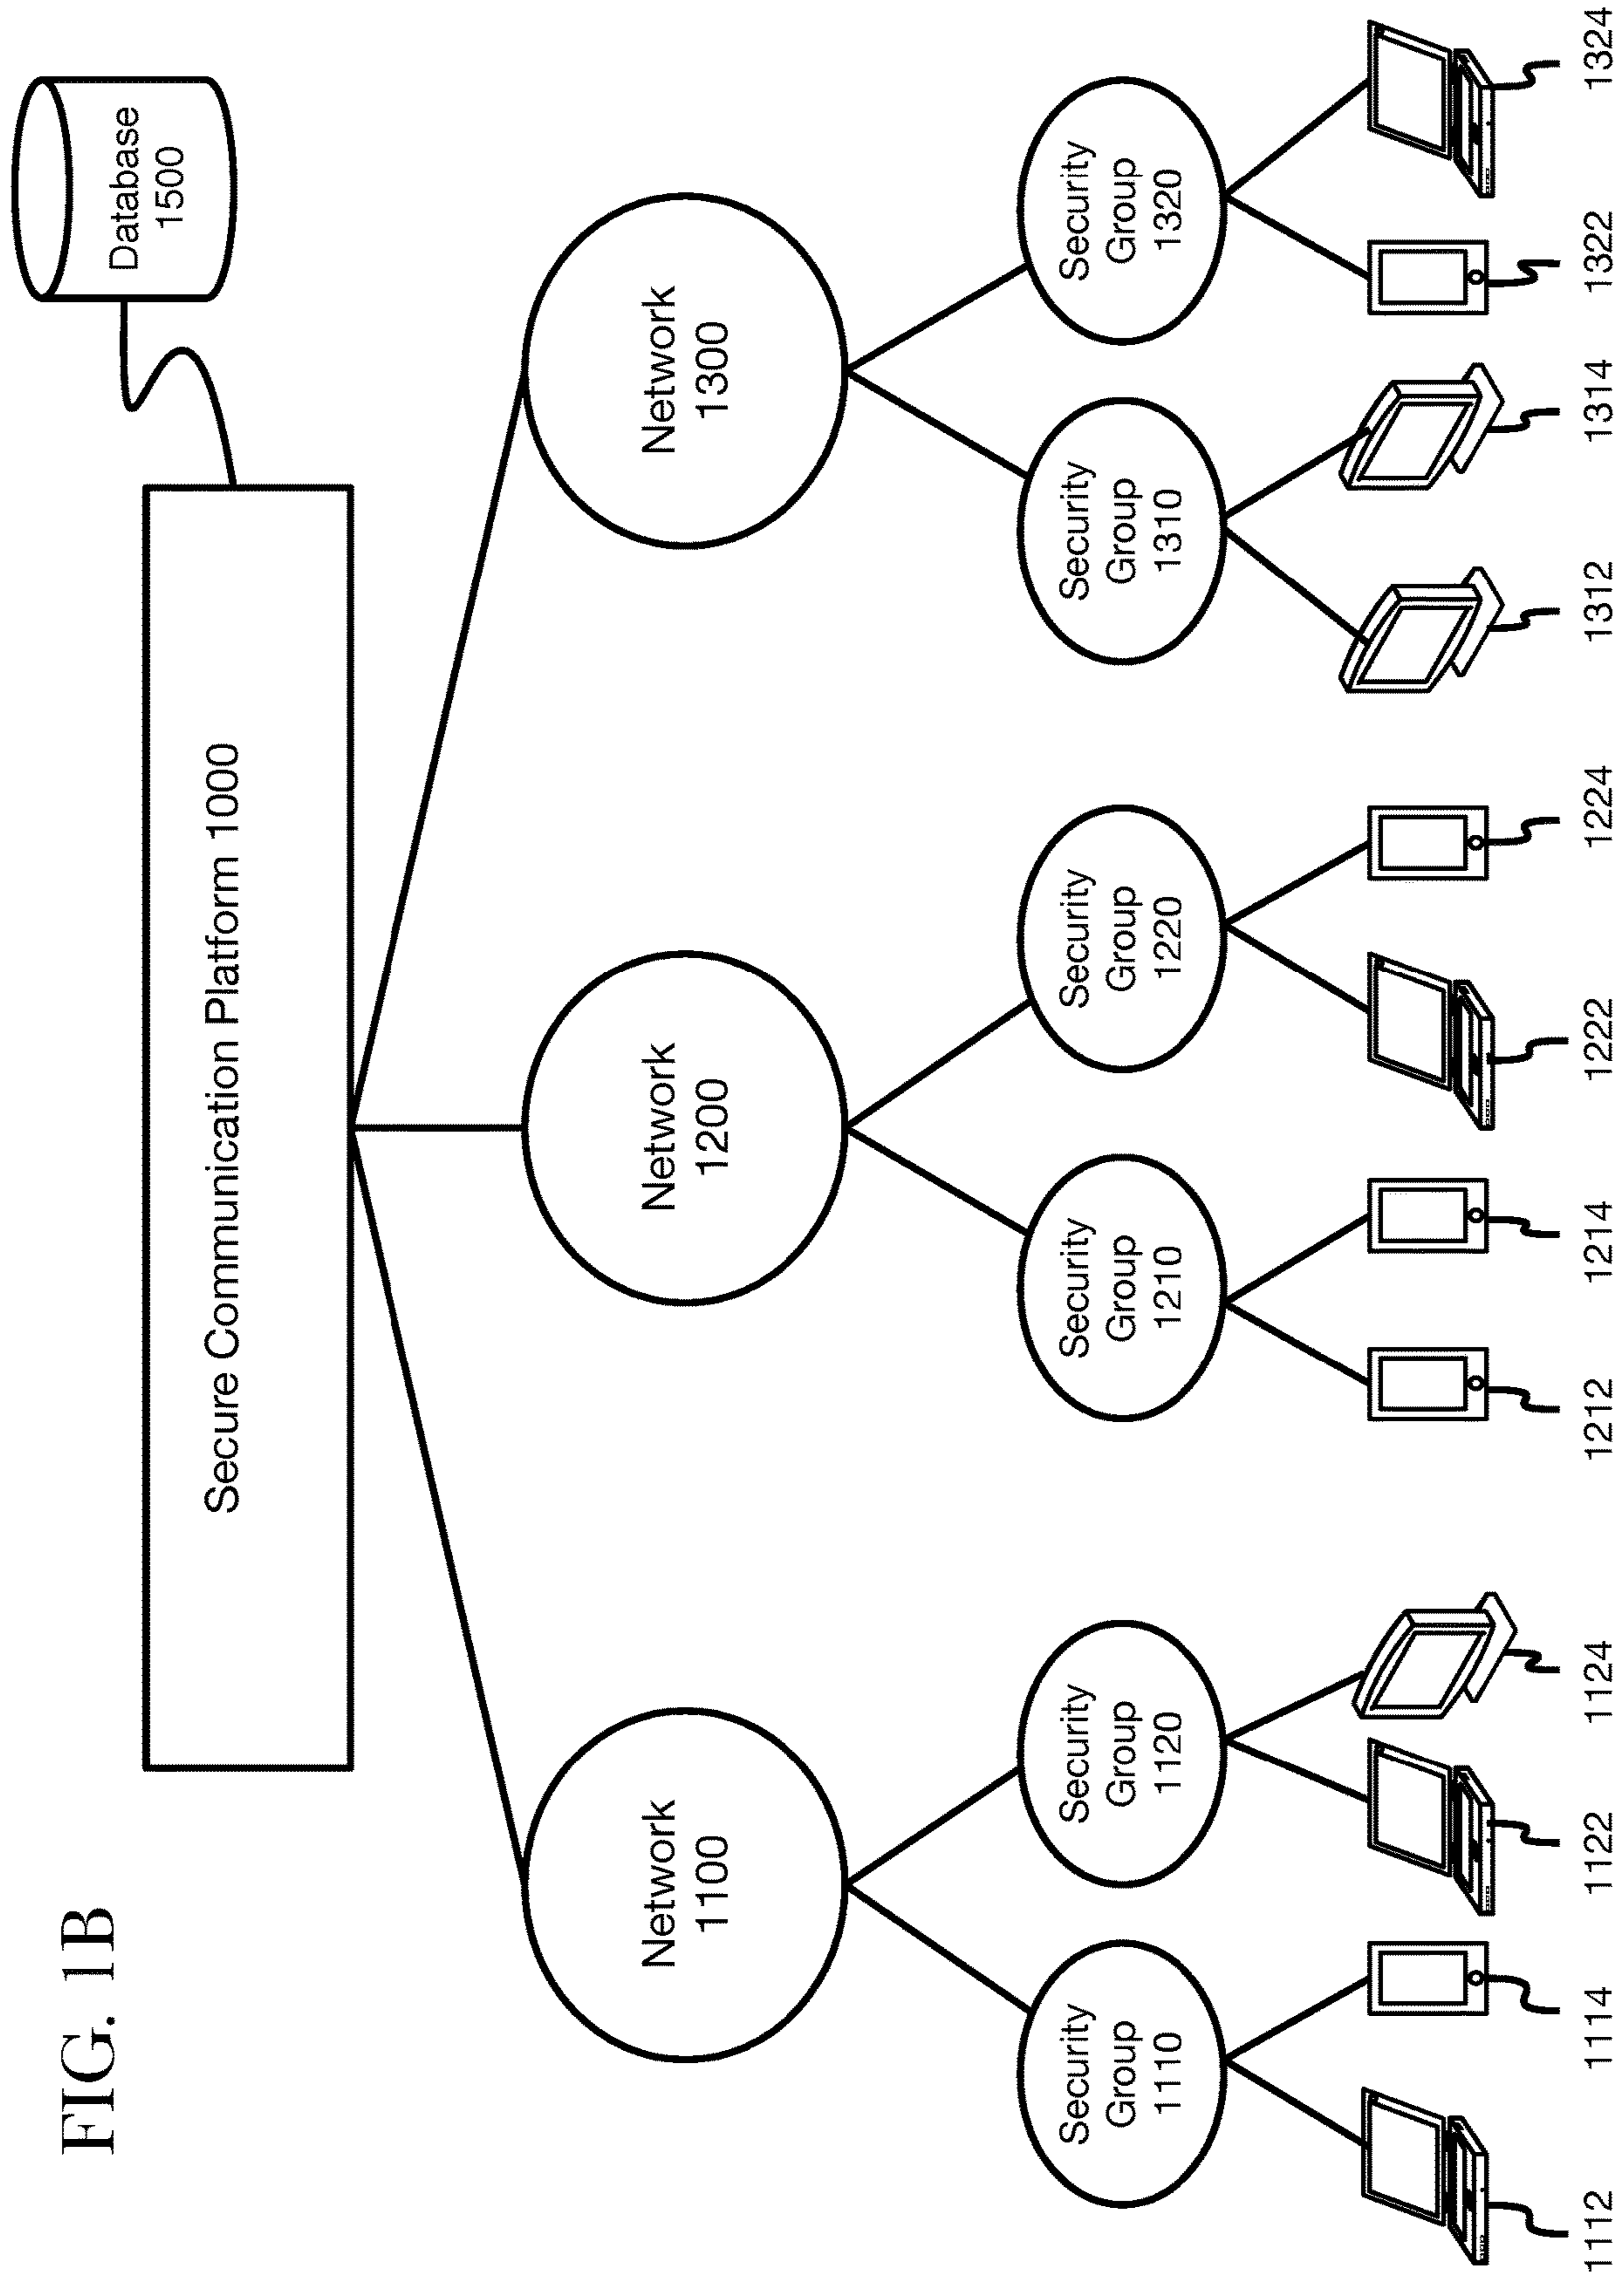 FIG. 1B
Database
1500
Secure Communication Platform 1000
Network
1100
Network
1200
Network
1300
Security
Group
1110
Security
Group
1120
Security
Group
1210
Security
Group
1220
Security
Group
1310
Security
Group
1320
1112
1114
1122
1124
1212
1214
1222
1224
1312
1314
1322
1324